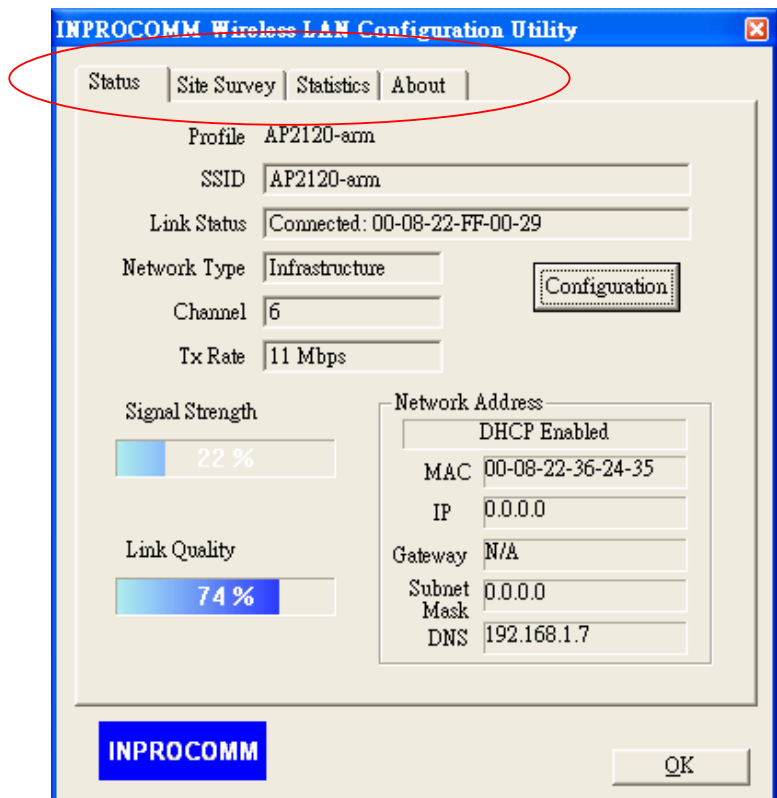 INPROCOMM Wireless LAN Configuration Utility
Status Site Survey Statistics About
Profile AP2120-arm
SSID AP2120-arm
Link Status Connected: 00-08-22-FF-00-29
Network Type Infrastructure
Configuration
Channel 6
Tx Rate 11 Mbps
Signal Strength
22 %
Link Quality
74 %
Network Address
DHCP Enabled
MAC 00-08-22-36-24-35
IP 0.0.0.0
Gateway N/A
Subnet Mask 0.0.0.0
DNS 192.168.1.7
INPROCOMM
OK